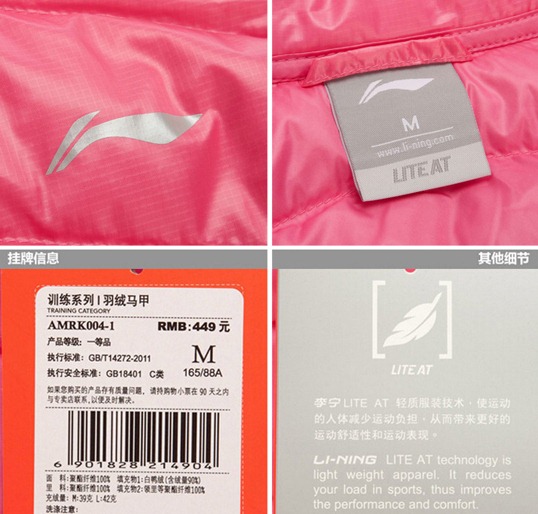 M
www.li-ning.com
LITE AT
挂牌信息
其他细节
训练系列 | 羽绒马甲
TRAINING CATEGORY
AMRK004-1
RMB: 449 元
产品等级: 一等品
执行标准: GB/T14272-2011
执行安全标准: GB18401 C类
M
165/88A
如果您购买的产品存有质量问题, 请持购物小票在 90 天之内
与专卖店联系,以便及时解决.
6 901828 214904
面 料: 聚酯纤维100% 填充物1: 白鸭绒(含绒量90%)
里 料: 聚酯纤维100% 填充物2: 领里等聚酯纤维100%
充绒量: M:39克 L:42克
洗涤注意:
LITE AT
李宁 LITE AT 轻质服装技术,使运动
的人体减少运动负担,从而带来更好的
运动舒适性和运动表现。
LI-NING LITE AT technology is
light weight apparel. It reduces
your load in sports, thus improves
the performance and comfort.